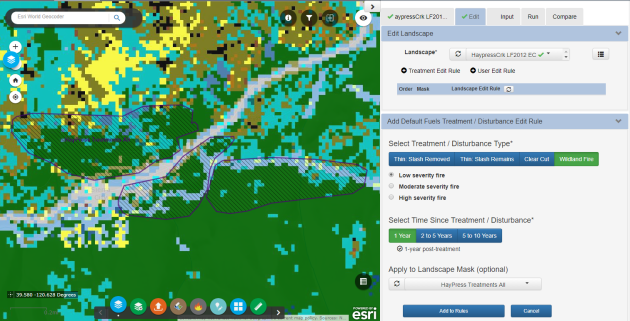 Esri World Geocoder
39.580 -120.628 Degrees
POWERED BY
esri
aypressCrk LF201...
Edit
Input
Run
Compare
Edit Landscape
Landscape*
HaypressCrk LF2012 EC *
Treatment Edit Rule
User Edit Rule
Order Mask Landscape Edit Rule
Add Default Fuels Treatment / Disturbance Edit Rule
Select Treatment / Disturbance Type*
Thin: Slash Removed
Thin: Slash Remains
Clear Cut
Wildland Fire
Low severity fire
Moderate severity fire
High severity fire
Select Time Since Treatment / Disturbance*
1 Year
2 to 5 Years
5 to 10 Years
1-year post-treatment
Apply to Landscape Mask (optional)
HayPress Treatments All
Add to Rules
Cancel